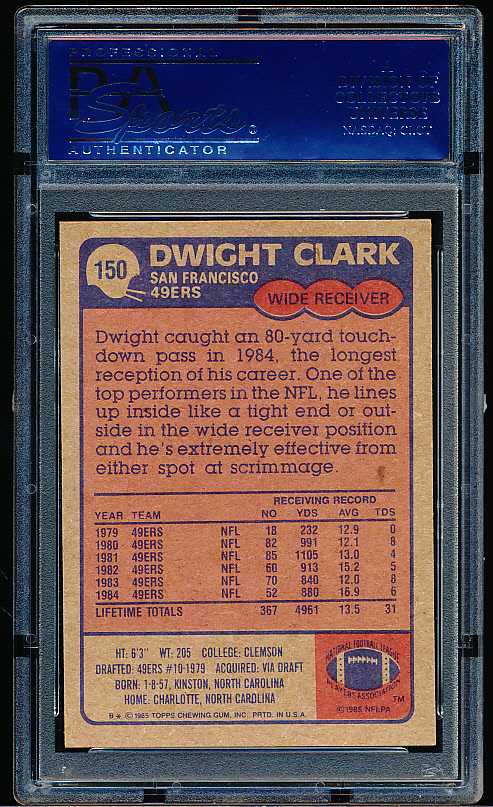 PROFESSIONAL
PSA
Sports
AUTHENTICATOR
A
DIVISION OF
COLLECTORS
UNIVERSE
NASDAQ: CLCT
150
DWIGHT CLARK
SAN FRANCISCO
49ERS
WIDE RECEIVER
Dwight caught an 80-yard touch-
down pass in 1984, the longest
reception of his career. One of the
top performers in the NFL, he lines
up inside like a tight end or out-
side in the wide receiver position
and he's extremely effective from
either spot at scrimmage.
RECEIVING RECORD
YEAR TEAM NO YDS AVG TDS
1979 49ERS NFL 18 232 12.9 0
1980 49ERS NFL 82 991 12.1 8
1981 49ERS NFL 85 1105 13.0 4
1982 49ERS NFL 60 913 15.2 5
1983 49ERS NFL 70 840 12.0 8
1984 49ERS NFL 52 880 16.9 6
LIFETIME TOTALS 367 4961 13.5 31
HT: 6'3" WT: 205 COLLEGE: CLEMSON
DRAFTED: 49ERS #10-1979 ACQUIRED: VIA DRAFT
BORN: 1-8-57, KINSTON, NORTH CAROLINA
HOME: CHARLOTTE, NORTH CAROLINA
B * ©1985 TOPPS CHEWING GUM, INC. PRTD. IN U.S.A.
NATIONAL FOOTBALL LEAGUE
PLAYERS ASSOCIATION
TM
©1985 NFLPA